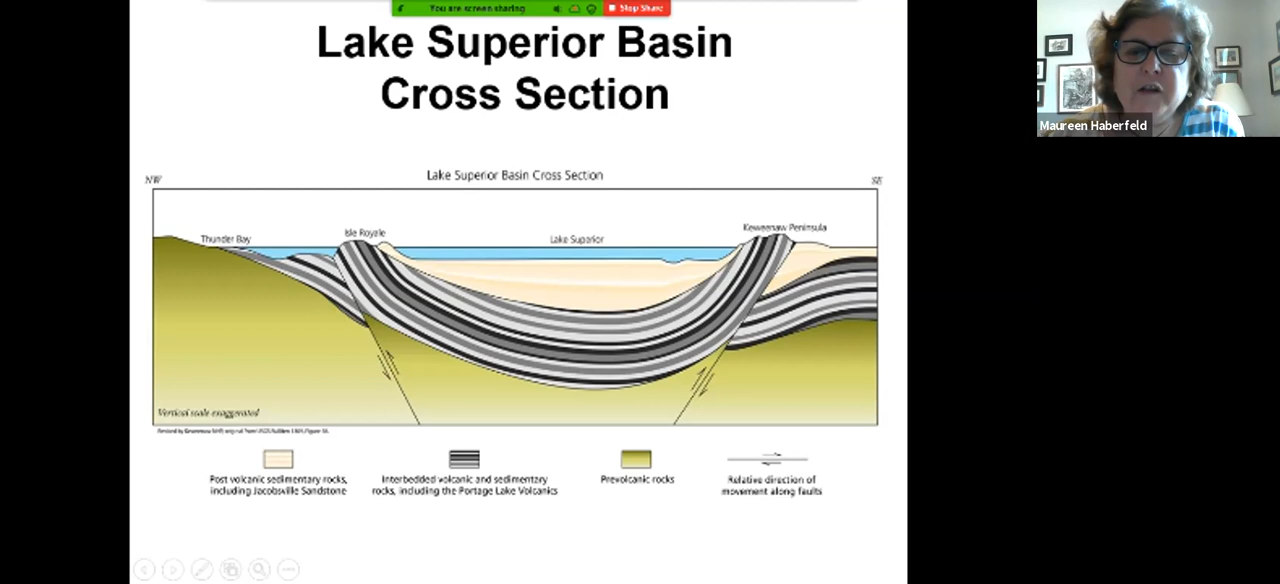 You are screen sharing
Stop Share
Lake Superior Basin
Cross Section
Maureen Haberfeld
Lake Superior Basin Cross Section
NW
SE
Thunder Bay
Isle Royale
Lake Superior
Keweenaw Peninsula
Vertical scale exaggerated
Post volcanic sedimentary rocks,
including Jacobsville Sandstone
Interbedded volcanic and sedimentary
rocks, including the Portage Lake Volcanics
Prevolcanic rocks
Relative direction of
movement along faults